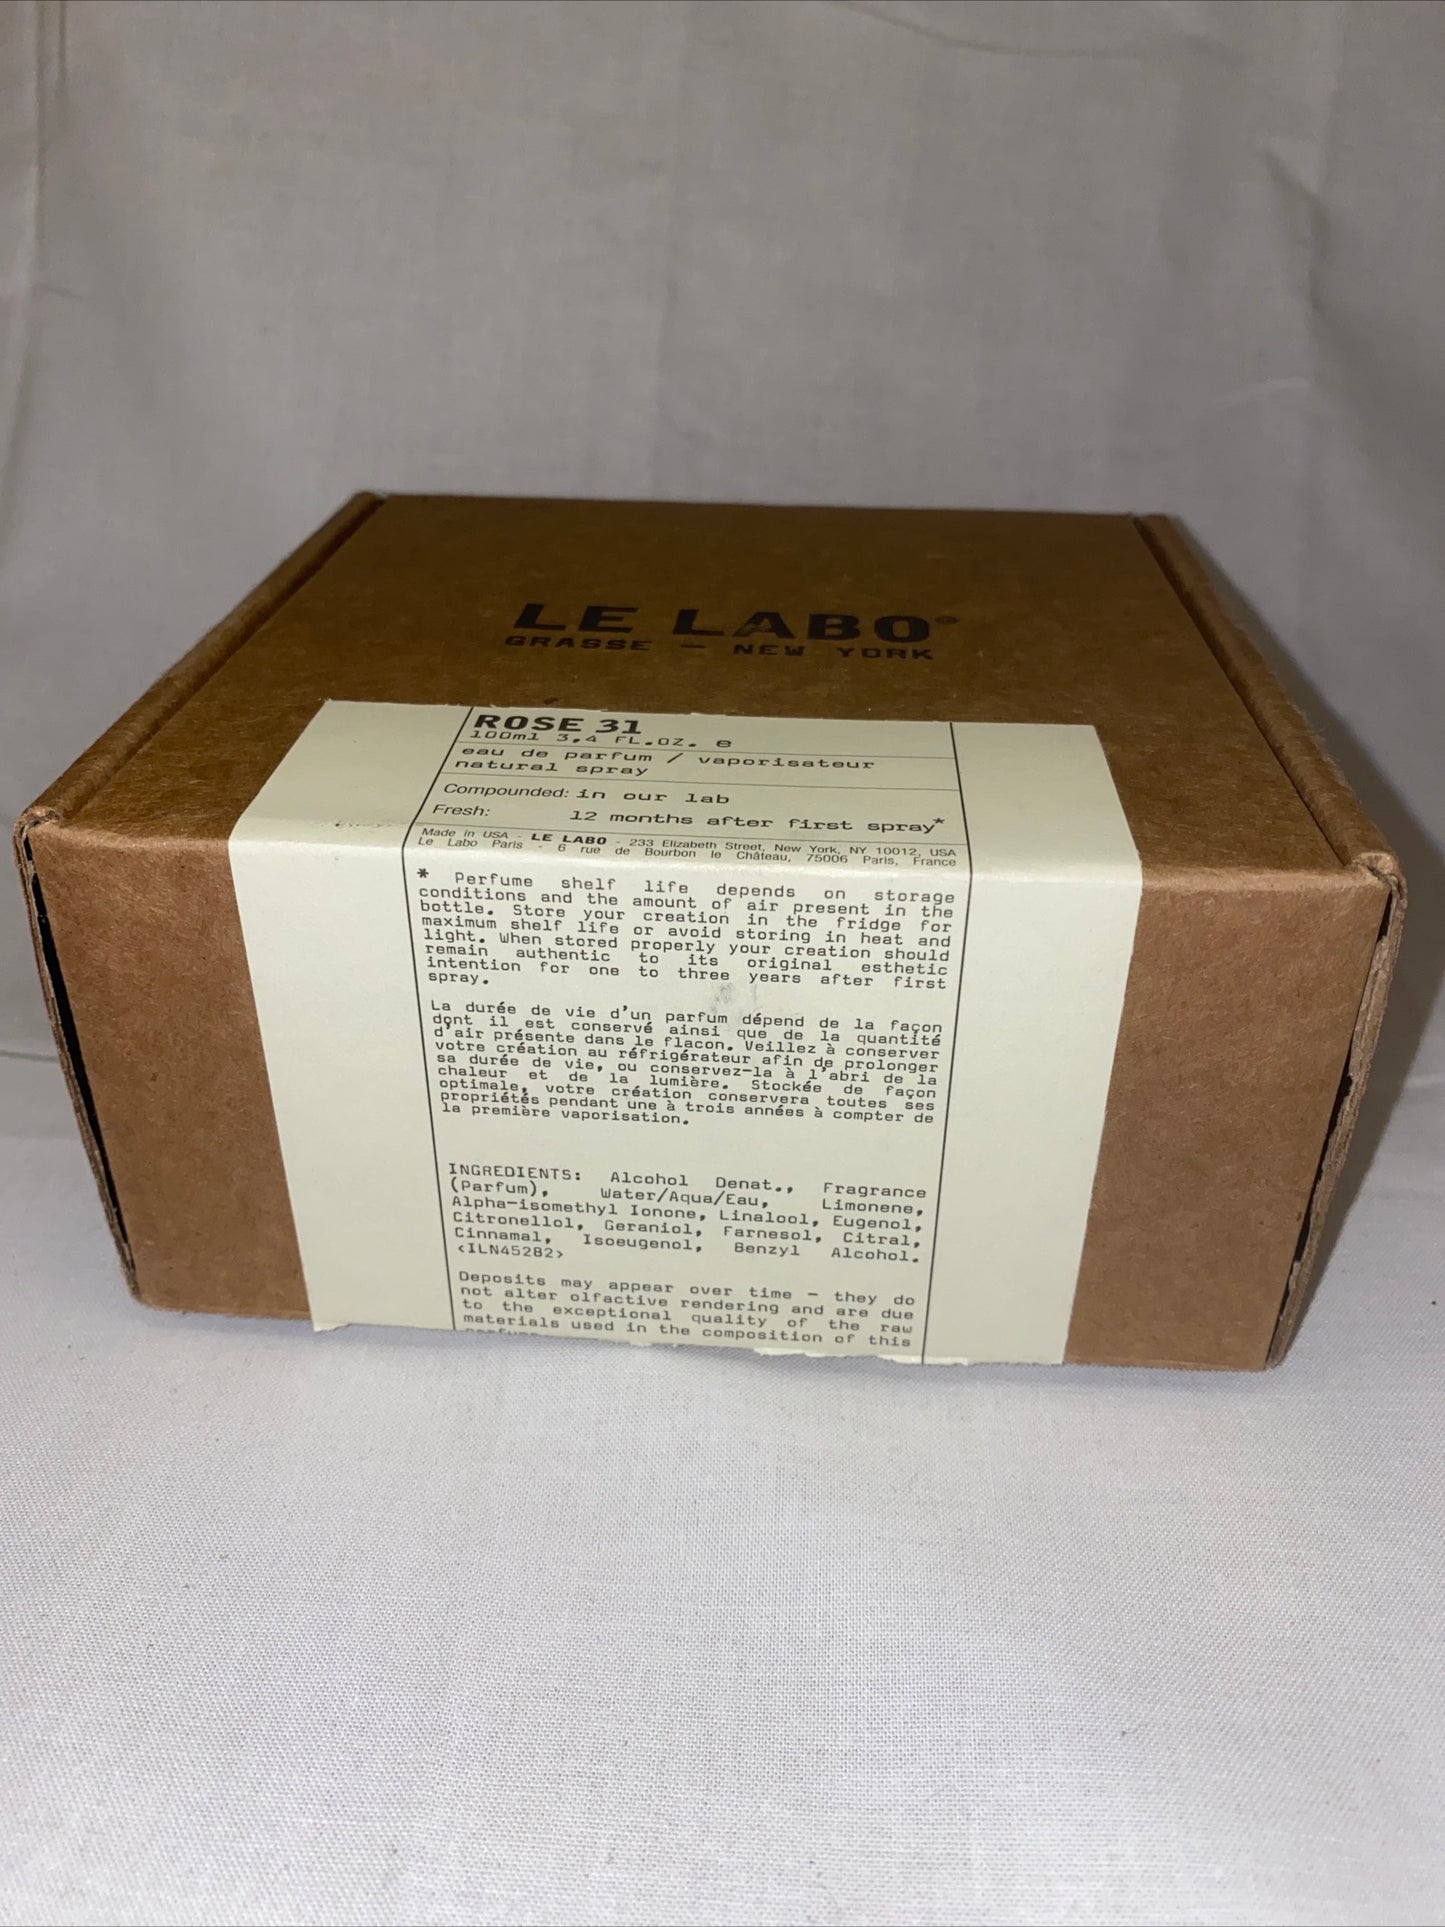 LE LABO®
GRASSE — NEW YORK
ROSE 31
100ml 3,4 FL.OZ. e
eau de parfum / vaporisateur
natural spray
Compounded: in our lab
Fresh: 12 months after first spray*
Made in USA - LE LABO - 233 Elizabeth Street, New York, NY 10012, USA
Le Labo Paris - 6 rue de Bourbon le Château, 75006 Paris, France
* Perfume shelf life depends on storage
conditions and the amount of air present in the
bottle. Store your creation in the fridge for
maximum shelf life or avoid storing in heat and
light. When stored properly your creation should
remain authentic to its original esthetic
intention for one to three years after first
spray.
La durée de vie d'un parfum dépend de la façon
dont il est conservé ainsi que de la quantité
d'air présente dans le flacon. Veillez à conserver
votre création au réfrigérateur afin de prolonger
sa durée de vie, ou conservez-la à l'abri de la
chaleur et de la lumière. Stockée de façon
optimale, votre création conservera toutes ses
propriétés pendant une à trois années à compter de
la première vaporisation.
INGREDIENTS: Alcohol Denat., Fragrance
(Parfum), Water/Aqua/Eau, Limonene,
Alpha-isomethyl Ionone, Linalool, Eugenol,
Citronellol, Geraniol, Farnesol, Citral,
Cinnamal, Isoeugenol, Benzyl Alcohol.
<ILN45282>
Deposits may appear over time – they do
not alter olfactive rendering and are due
to the exceptional quality of the raw
materials used in the composition of this